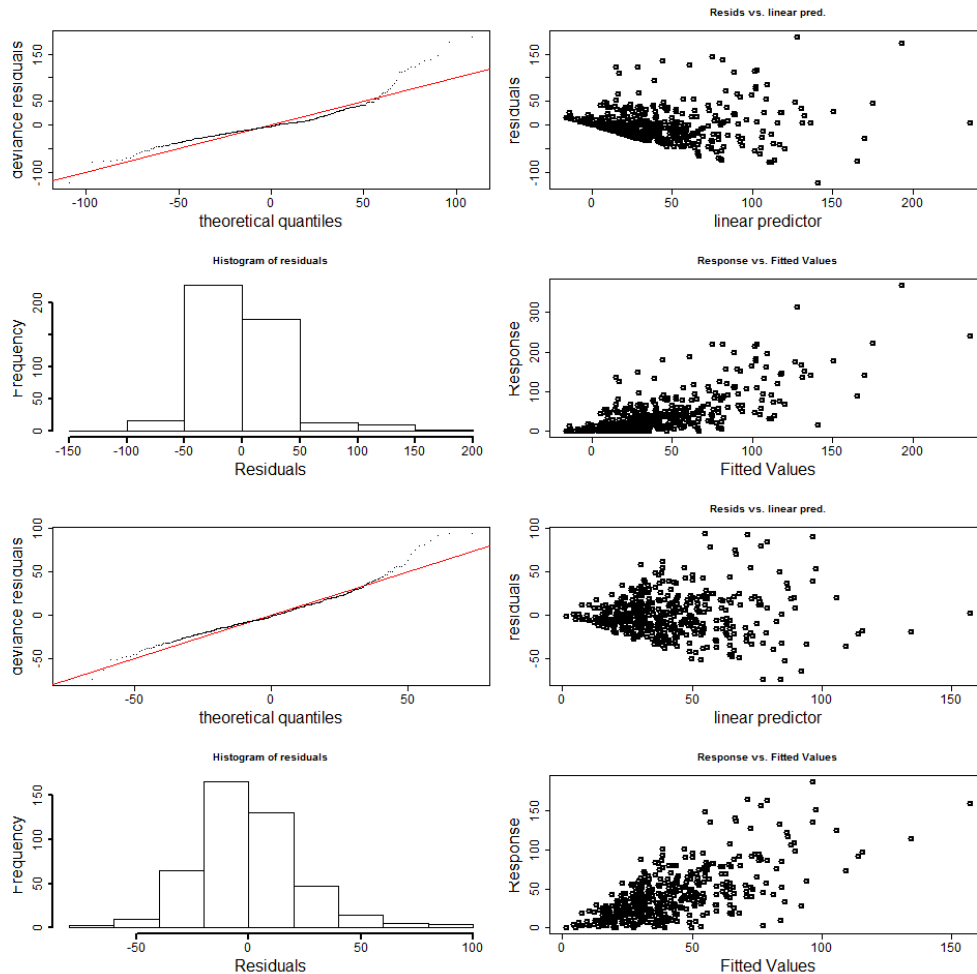 deviance residuals
-100 0 50 150
-100 -50 0 50 100
theoretical quantiles
Resids vs. linear pred.
residuals
-100 0 50 150
0 50 100 150 200
linear predictor
Histogram of residuals
Frequency
0 50 100 200
-150 -100 -50 0 50 100 150 200
Residuals
Response vs. Fitted Values
Response
0 100 200 300
0 50 100 150 200
Fitted Values
deviance residuals
-50 0 50 100
-50 0 50
theoretical quantiles
Resids vs. linear pred.
residuals
-50 0 50 100
0 50 100 150
linear predictor
Histogram of residuals
Frequency
0 50 100 150
-50 0 50 100
Residuals
Response vs. Fitted Values
Response
0 50 100 150
0 50 100 150
Fitted Values